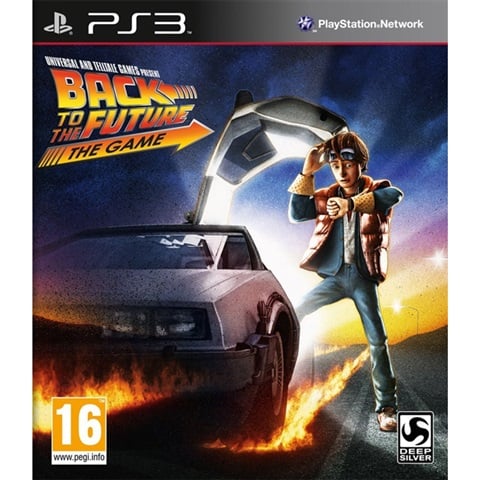 PS3
PlayStation®Network
UNIVERSAL AND TELLTALE GAMES PRESENT
BACK
TO
THE FUTURE
THE GAME
16
www.pegi.info
DEEP
SILVER